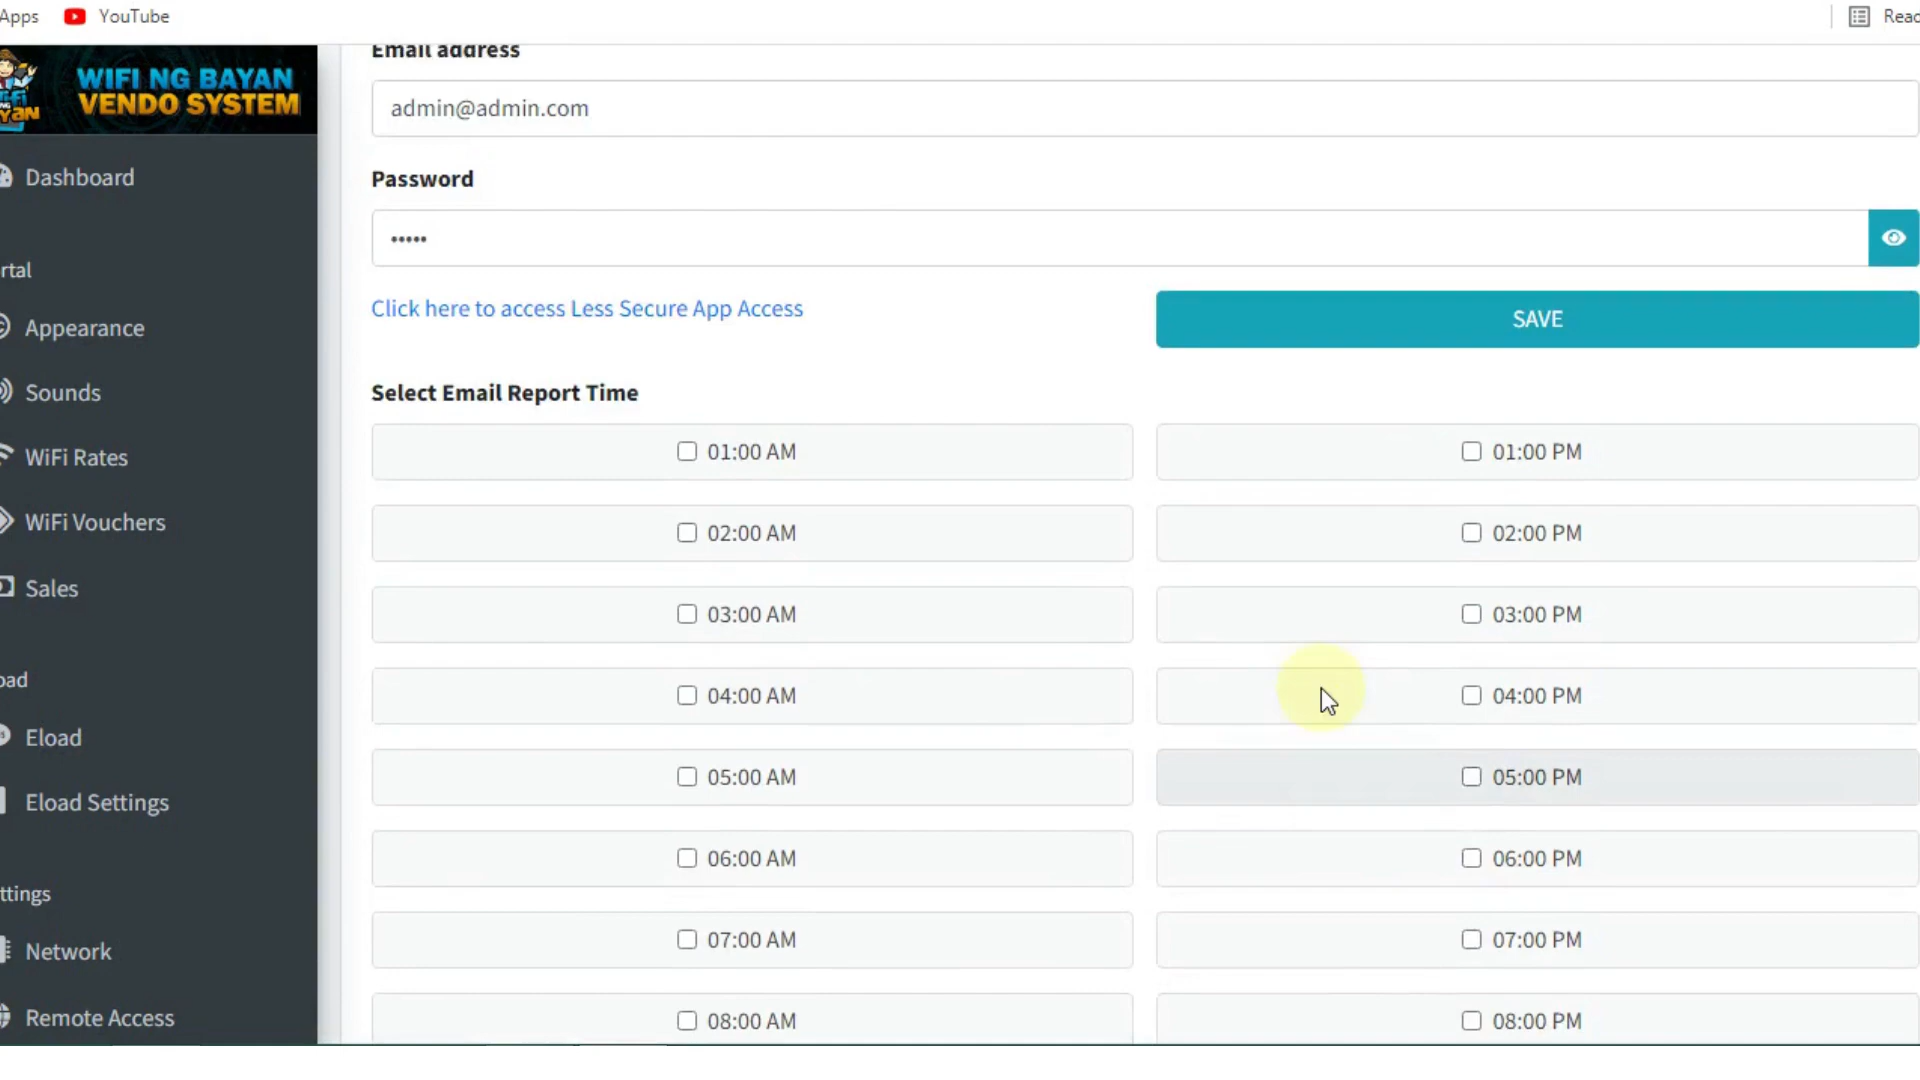 Apps YouTube Reac
WIFI NG BAYAN
VENDO SYSTEM
Email address
admin@admin.com
Dashboard
Password
•••••
rtal
Click here to access Less Secure App Access
SAVE
Appearance
Sounds
Select Email Report Time
01:00 AM 01:00 PM
WiFi Rates
WiFi Vouchers
02:00 AM 02:00 PM
Sales
03:00 AM 03:00 PM
oad
04:00 AM 04:00 PM
Eload
05:00 AM 05:00 PM
Eload Settings
06:00 AM 06:00 PM
ttings
07:00 AM 07:00 PM
Network
Remote Access
08:00 AM 08:00 PM